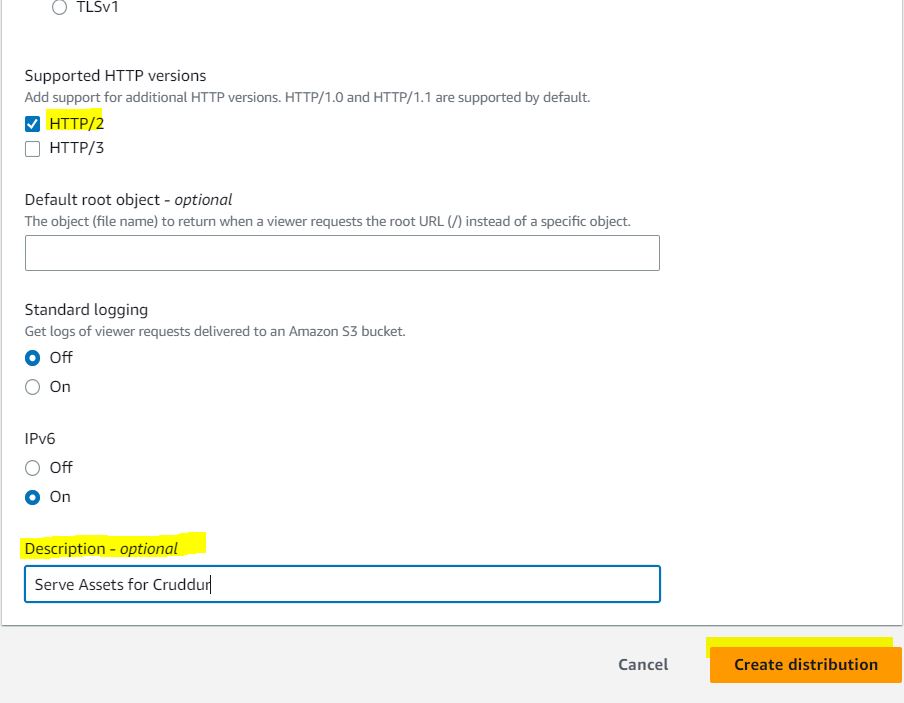 TLSv1
Supported HTTP versions
Add support for additional HTTP versions. HTTP/1.0 and HTTP/1.1 are supported by default.
HTTP/2
HTTP/3
Default root object - optional
The object (file name) to return when a viewer requests the root URL (/) instead of a specific object.
Standard logging
Get logs of viewer requests delivered to an Amazon S3 bucket.
Off
On
IPv6
Off
On
Description - optional
Serve Assets for Cruddur
Cancel
Create distribution